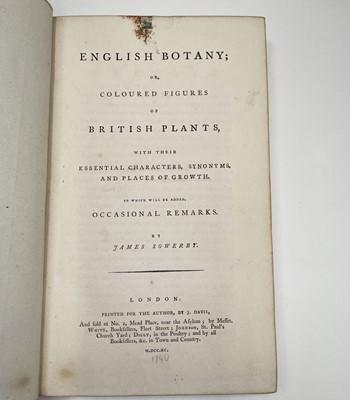 ENGLISH BOTANY;
OR,
COLOURED FIGURES
OF
BRITISH PLANTS,
WITH THEIR
ESSENTIAL CHARACTERS, SYNONYMS,
AND PLACES OF GROWTH.
TO WHICH WILL BE ADDED,
OCCASIONAL REMARKS.
BY
JAMES SOWERBY.
LONDON:
PRINTED FOR THE AUTHOR, BY J. DAVIS,
And sold at No. 2, Mead Place, near the Asylum; by Messrs.
WHITE, Booksellers, Fleet Street; JOHNSON, St. Paul's
Church Yard; DILLY, in the Poultry; and by all
Booksellers, &c. in Town and Country.
M.DCC.XC.
1790